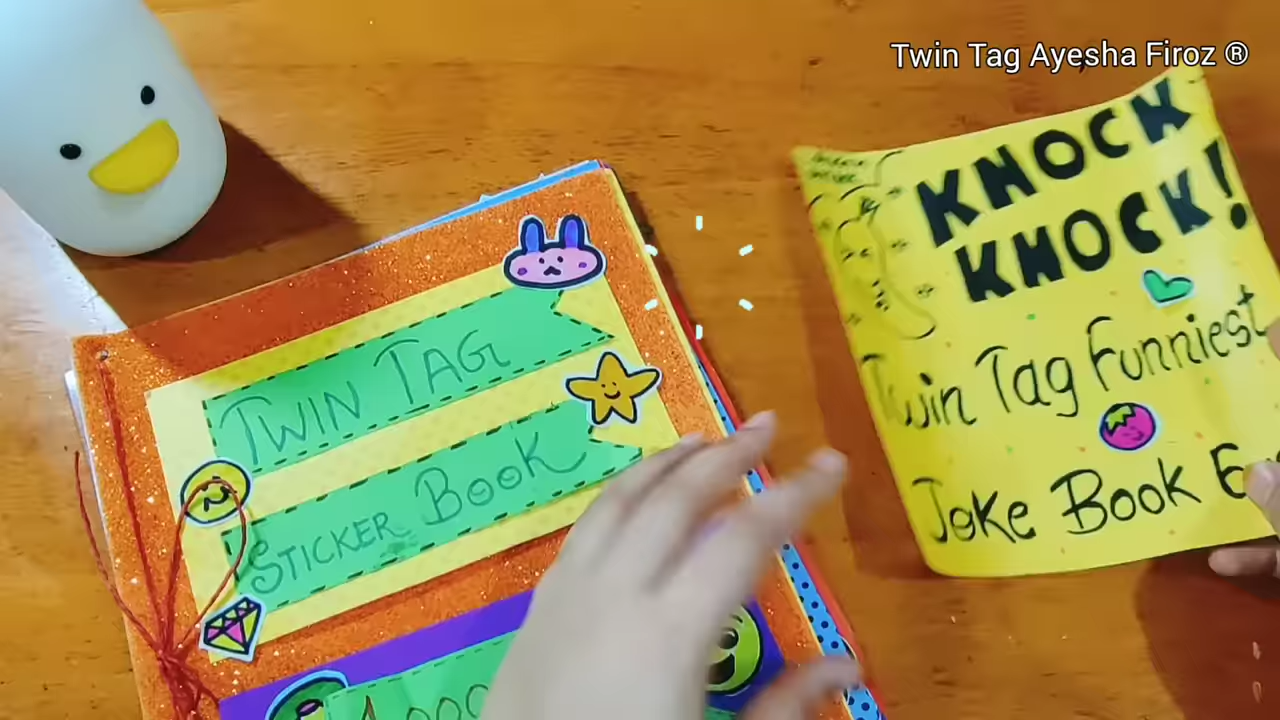 Twin Tag Ayesha Firoz ®
KNOCK
KNOCK!
Twin Tag Funniest
Joke Book
TWIN TAG
STICKER BOOK